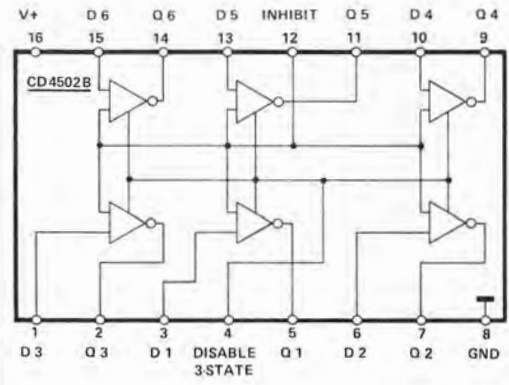 V+ D 6 Q 6 D 5 INHIBIT Q 5 D 4 Q 4
16 15 14 13 12 11 10 9
CD4502B
1 2 3 4 5 6 7 8
D 3 Q 3 D 1 DISABLE Q 1 D 2 Q 2 GND
3-STATE